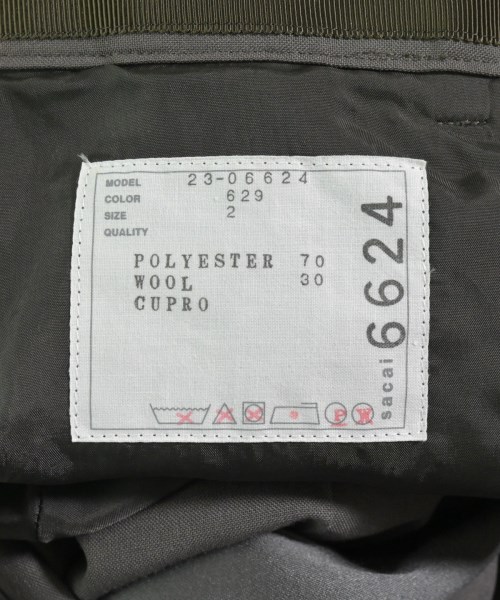 MODEL 23-06624
COLOR 629
SIZE 2
QUALITY
POLYESTER 70
WOOL 30
CUPRO
P W
sacai 6624